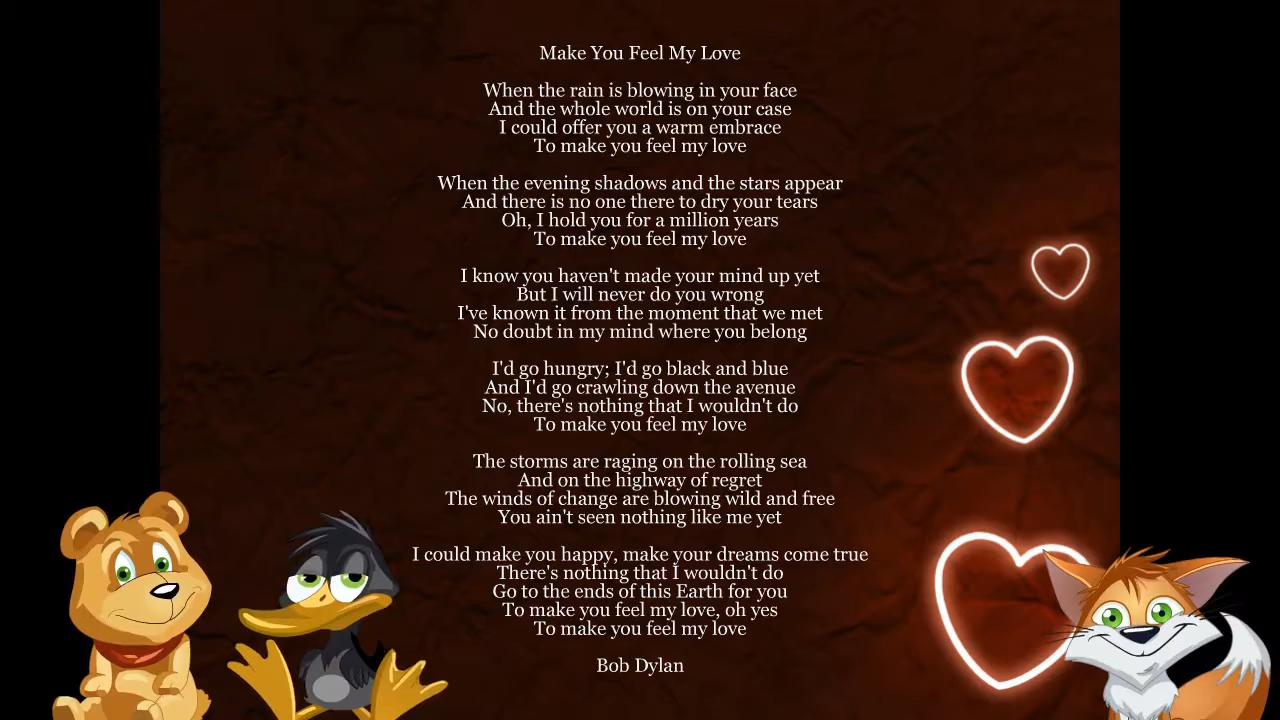 Make You Feel My Love
When the rain is blowing in your face
And the whole world is on your case
I could offer you a warm embrace
To make you feel my love
When the evening shadows and the stars appear
And there is no one there to dry your tears
Oh, I hold you for a million years
To make you feel my love
I know you haven't made your mind up yet
But I will never do you wrong
I've known it from the moment that we met
No doubt in my mind where you belong
I'd go hungry; I'd go black and blue
And I'd go crawling down the avenue
No, there's nothing that I wouldn't do
To make you feel my love
The storms are raging on the rolling sea
And on the highway of regret
The winds of change are blowing wild and free
You ain't seen nothing like me yet
I could make you happy, make your dreams come true
There's nothing that I wouldn't do
Go to the ends of this Earth for you
To make you feel my love, oh yes
To make you feel my love
Bob Dylan